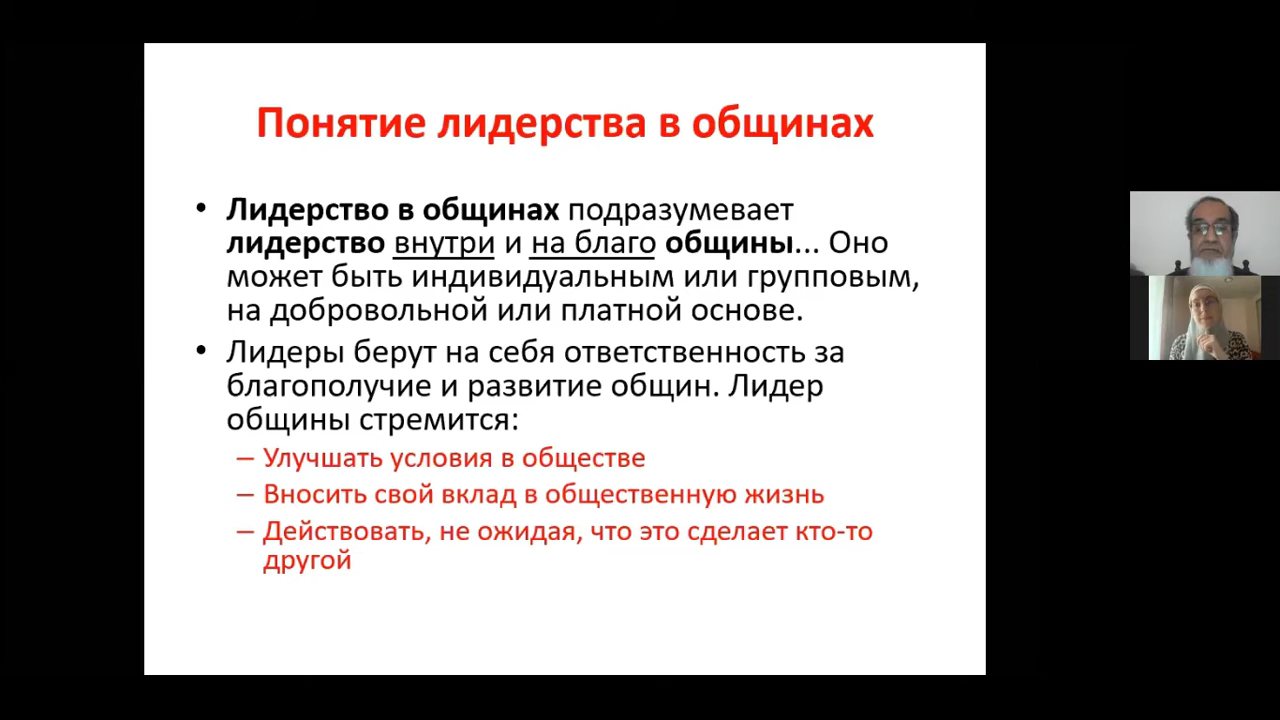 Понятие лидерства в общинах
• Лидерство в общинах подразумевает
лидерство внутри и на благо общины... Оно
может быть индивидуальным или групповым,
на добровольной или платной основе.
• Лидеры берут на себя ответственность за
благополучие и развитие общин. Лидер
общины стремится:
– Улучшать условия в обществе
– Вносить свой вклад в общественную жизнь
– Действовать, не ожидая, что это сделает кто-то
другой